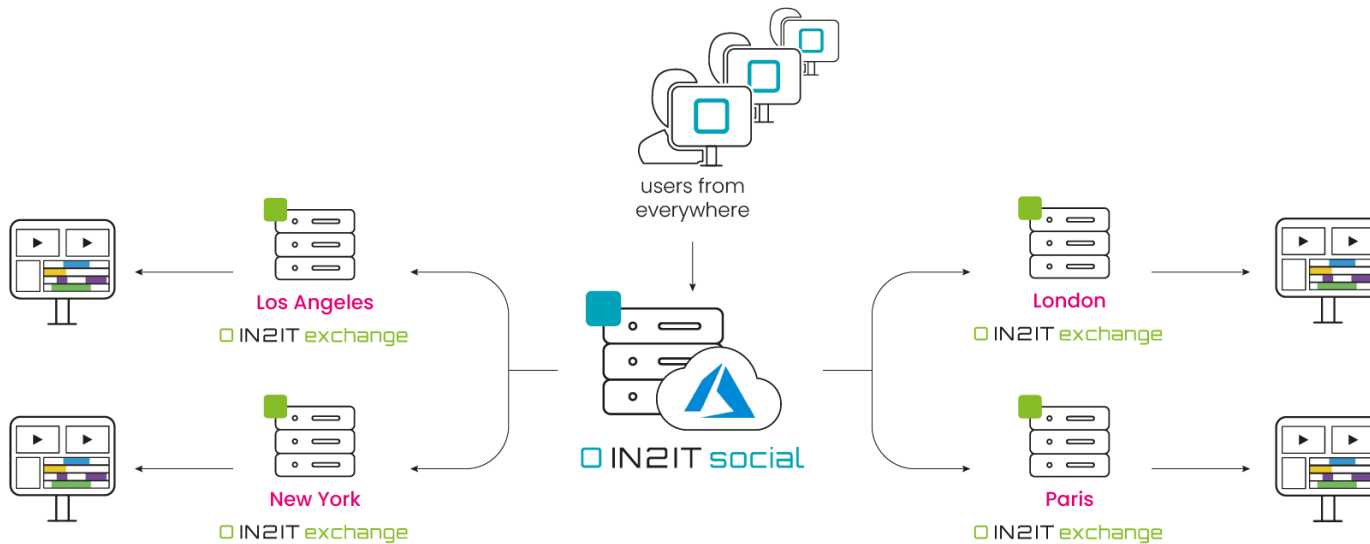 users from
everywhere
Los Angeles
IN2IT exchange
London
IN2IT exchange
IN2IT social
New York
IN2IT exchange
Paris
IN2IT exchange